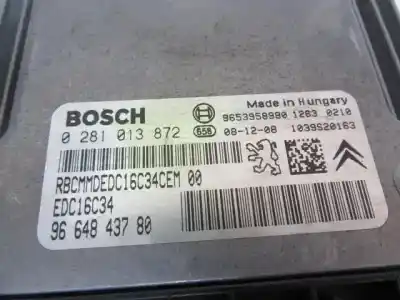 BOSCH
Made in Hungary
9653958980 1283 0210
0 281 013 872
658
08-12-08
1039S20163
RBCMMDEDC16C34CEM 00
EDC16C34
96 648 437 80